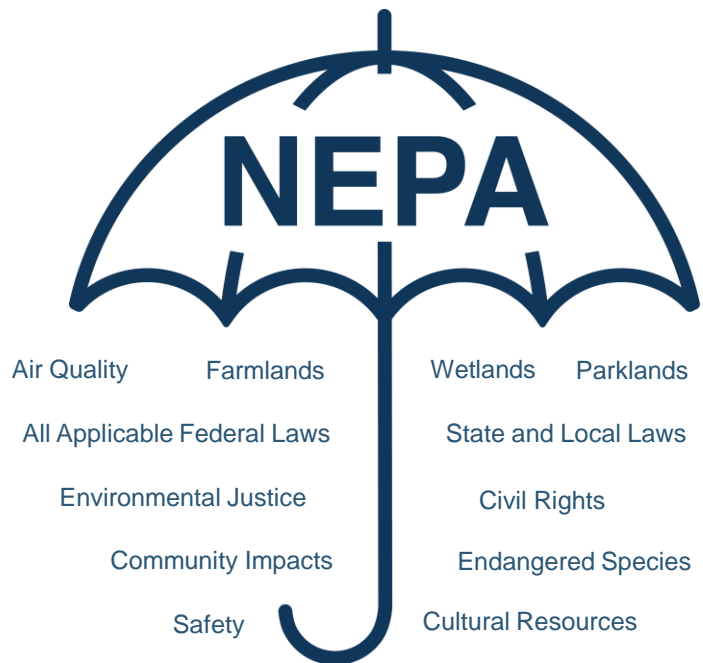 NEPA
Air Quality Farmlands Wetlands Parklands
All Applicable Federal Laws State and Local Laws
Environmental Justice Civil Rights
Community Impacts Endangered Species
Safety Cultural Resources